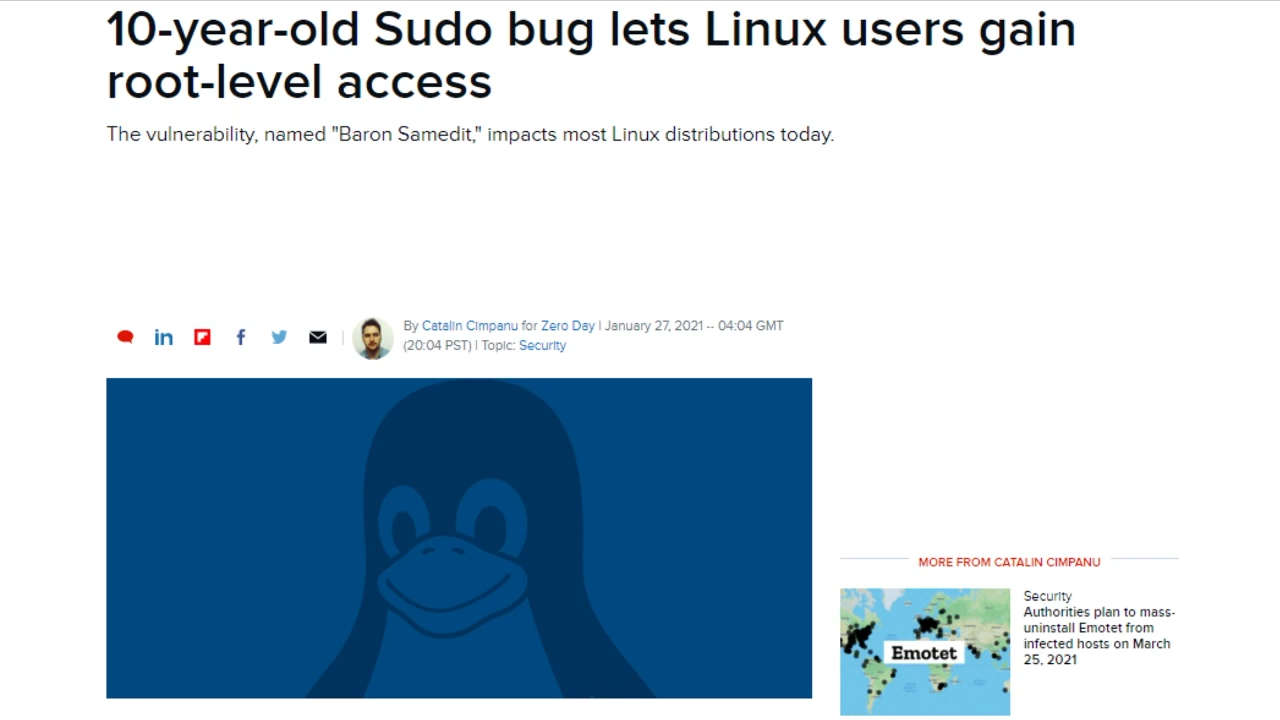 10-year-old Sudo bug lets Linux users gain
root-level access
The vulnerability, named "Baron Samedit," impacts most Linux distributions today.
in
f
By Catalin Cimpanu for Zero Day | January 27, 2021 -- 04:04 GMT
(20:04 PST) | Topic: Security
MORE FROM CATALIN CIMPANU
Emotet
Security
Authorities plan to mass-
uninstall Emotet from
infected hosts on March
25, 2021